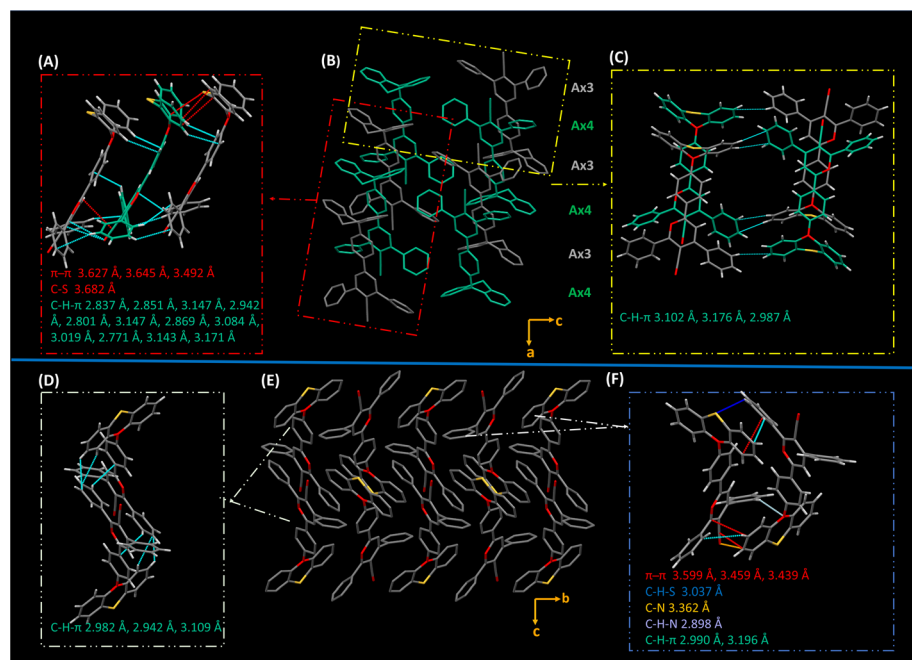 (A)
(B)
(C)
Ax3
Ax4
Ax3
Ax4
Ax3
Ax4
π–π 3.627 Å, 3.645 Å, 3.492 Å
C-S 3.682 Å
C-H-π 2.837 Å, 2.851 Å, 3.147 Å, 2.942
Å, 2.801 Å, 3.147 Å, 2.869 Å, 3.084 Å,
3.019 Å, 2.771 Å, 3.143 Å, 3.171 Å
c
a
C-H-π 3.102 Å, 3.176 Å, 2.987 Å
(D)
(E)
(F)
C-H-π 2.982 Å, 2.942 Å, 3.109 Å
b
c
π–π 3.599 Å, 3.459 Å, 3.439 Å
C-H-S 3.037 Å
C-N 3.362 Å
C-H-N 2.898 Å
C-H-π 2.990 Å, 3.196 Å